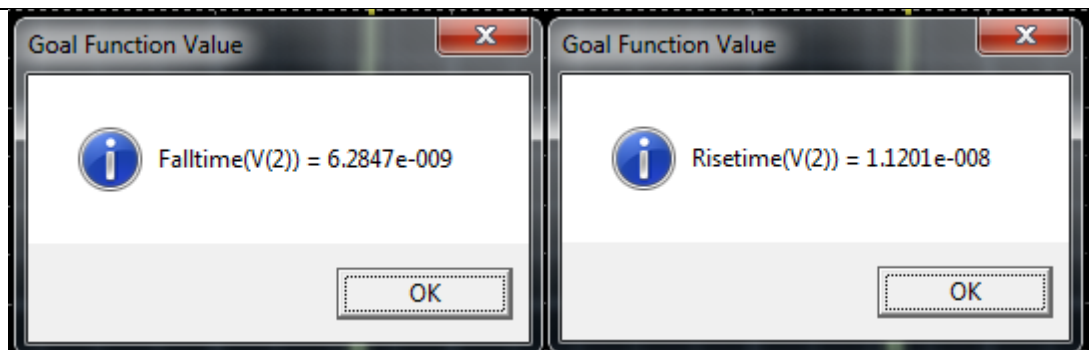 Goal Function Value
Falltime(V(2)) = 6.2847e-009
OK
Goal Function Value
Risetime(V(2)) = 1.1201e-008
OK